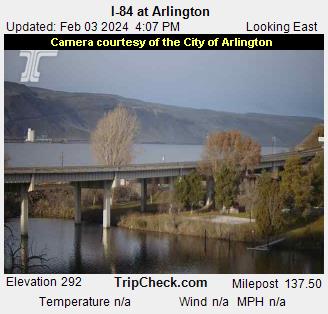 I-84 at Arlington
Updated: Feb 03 2024 4:07 PM Looking East
Camera courtesy of the City of Arlington
Elevation 292 TripCheck.com Milepost 137.50
Temperature n/a Wind n/a MPH n/a